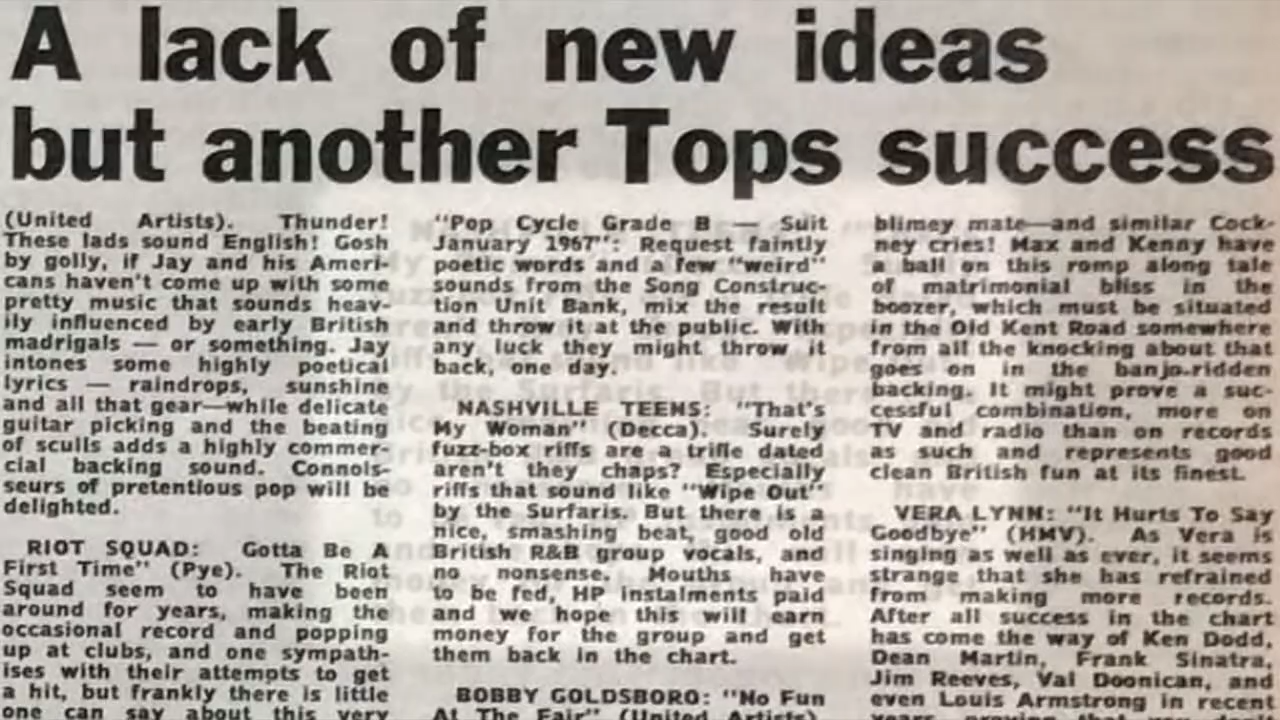 A lack of new ideas
but another Tops success
(United Artists). Thunder!
These lads sound English! Gosh
by golly, if Jay and his Ameri-
cans haven't come up with some
pretty music that sounds heav-
ily influenced by early British
madrigals — or something. Jay
intones some highly poetical
lyrics — raindrops, sunshine
and all that gear—while delicate
guitar picking and the beating
of sculls adds a highly commer-
cial backing sound. Connois-
seurs of pretentious pop will be
delighted.
RIOT SQUAD: Gotta Be A
First Time" (Pye). The Riot
Squad seem to have been
around for years, making the
occasional record and popping
up at clubs, and one sympath-
ises with their attempts to get
a hit, but frankly there is little
one can say about this very
"Pop Cycle Grade B — Suit
January 1967": Request faintly
poetic words and a few "weird"
sounds from the Song Construc-
tion Unit Bank, mix the result
and throw it at the public. With
any luck they might throw it
back, one day.
NASHVILLE TEENS: "That's
My Woman" (Decca). Surely
fuzz-box riffs are a trifle dated
aren't they chaps? Especially
riffs that sound like "Wipe Out"
by the Surfaris. But there is a
nice, smashing beat, good old
British R&B group vocals, and
no nonsense. Mouths have
to be fed, HP instalments paid
and we hope this will earn
money for the group and get
them back in the chart.
BOBBY GOLDSBORO: "No Fun
At The Fair" (United Artists).
blimey mate—and similar Cock-
ney cries! Max and Kenny have
a ball on this romp along tale
of matrimonial bliss in the
boozer, which must be situated
in the Old Kent Road somewhere
from all the knocking about that
goes on in the banjo-ridden
backing. It might prove a suc-
cessful combination, more on
TV and radio than on records
as such and represents good
clean British fun at its finest.
VERA LYNN: "It Hurts To Say
Goodbye" (HMV). As Vera is
singing as well as ever, it seems
strange that she has refrained
from making more records.
After all success in the chart
has come the way of Ken Dodd,
Dean Martin, Frank Sinatra,
Jim Reeves, Val Doonican, and
even Louis Armstrong in recent